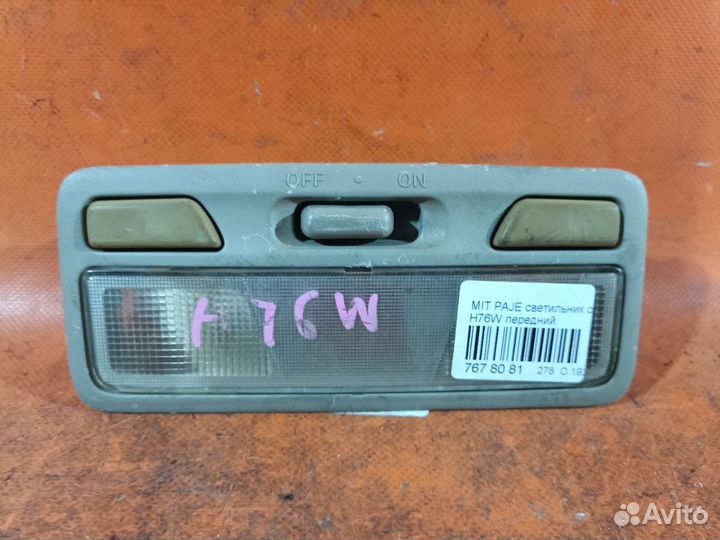 OFF ON
H76W
MIT PAJE светильник с
H76W передний.
767 80 81
278 O
Avito